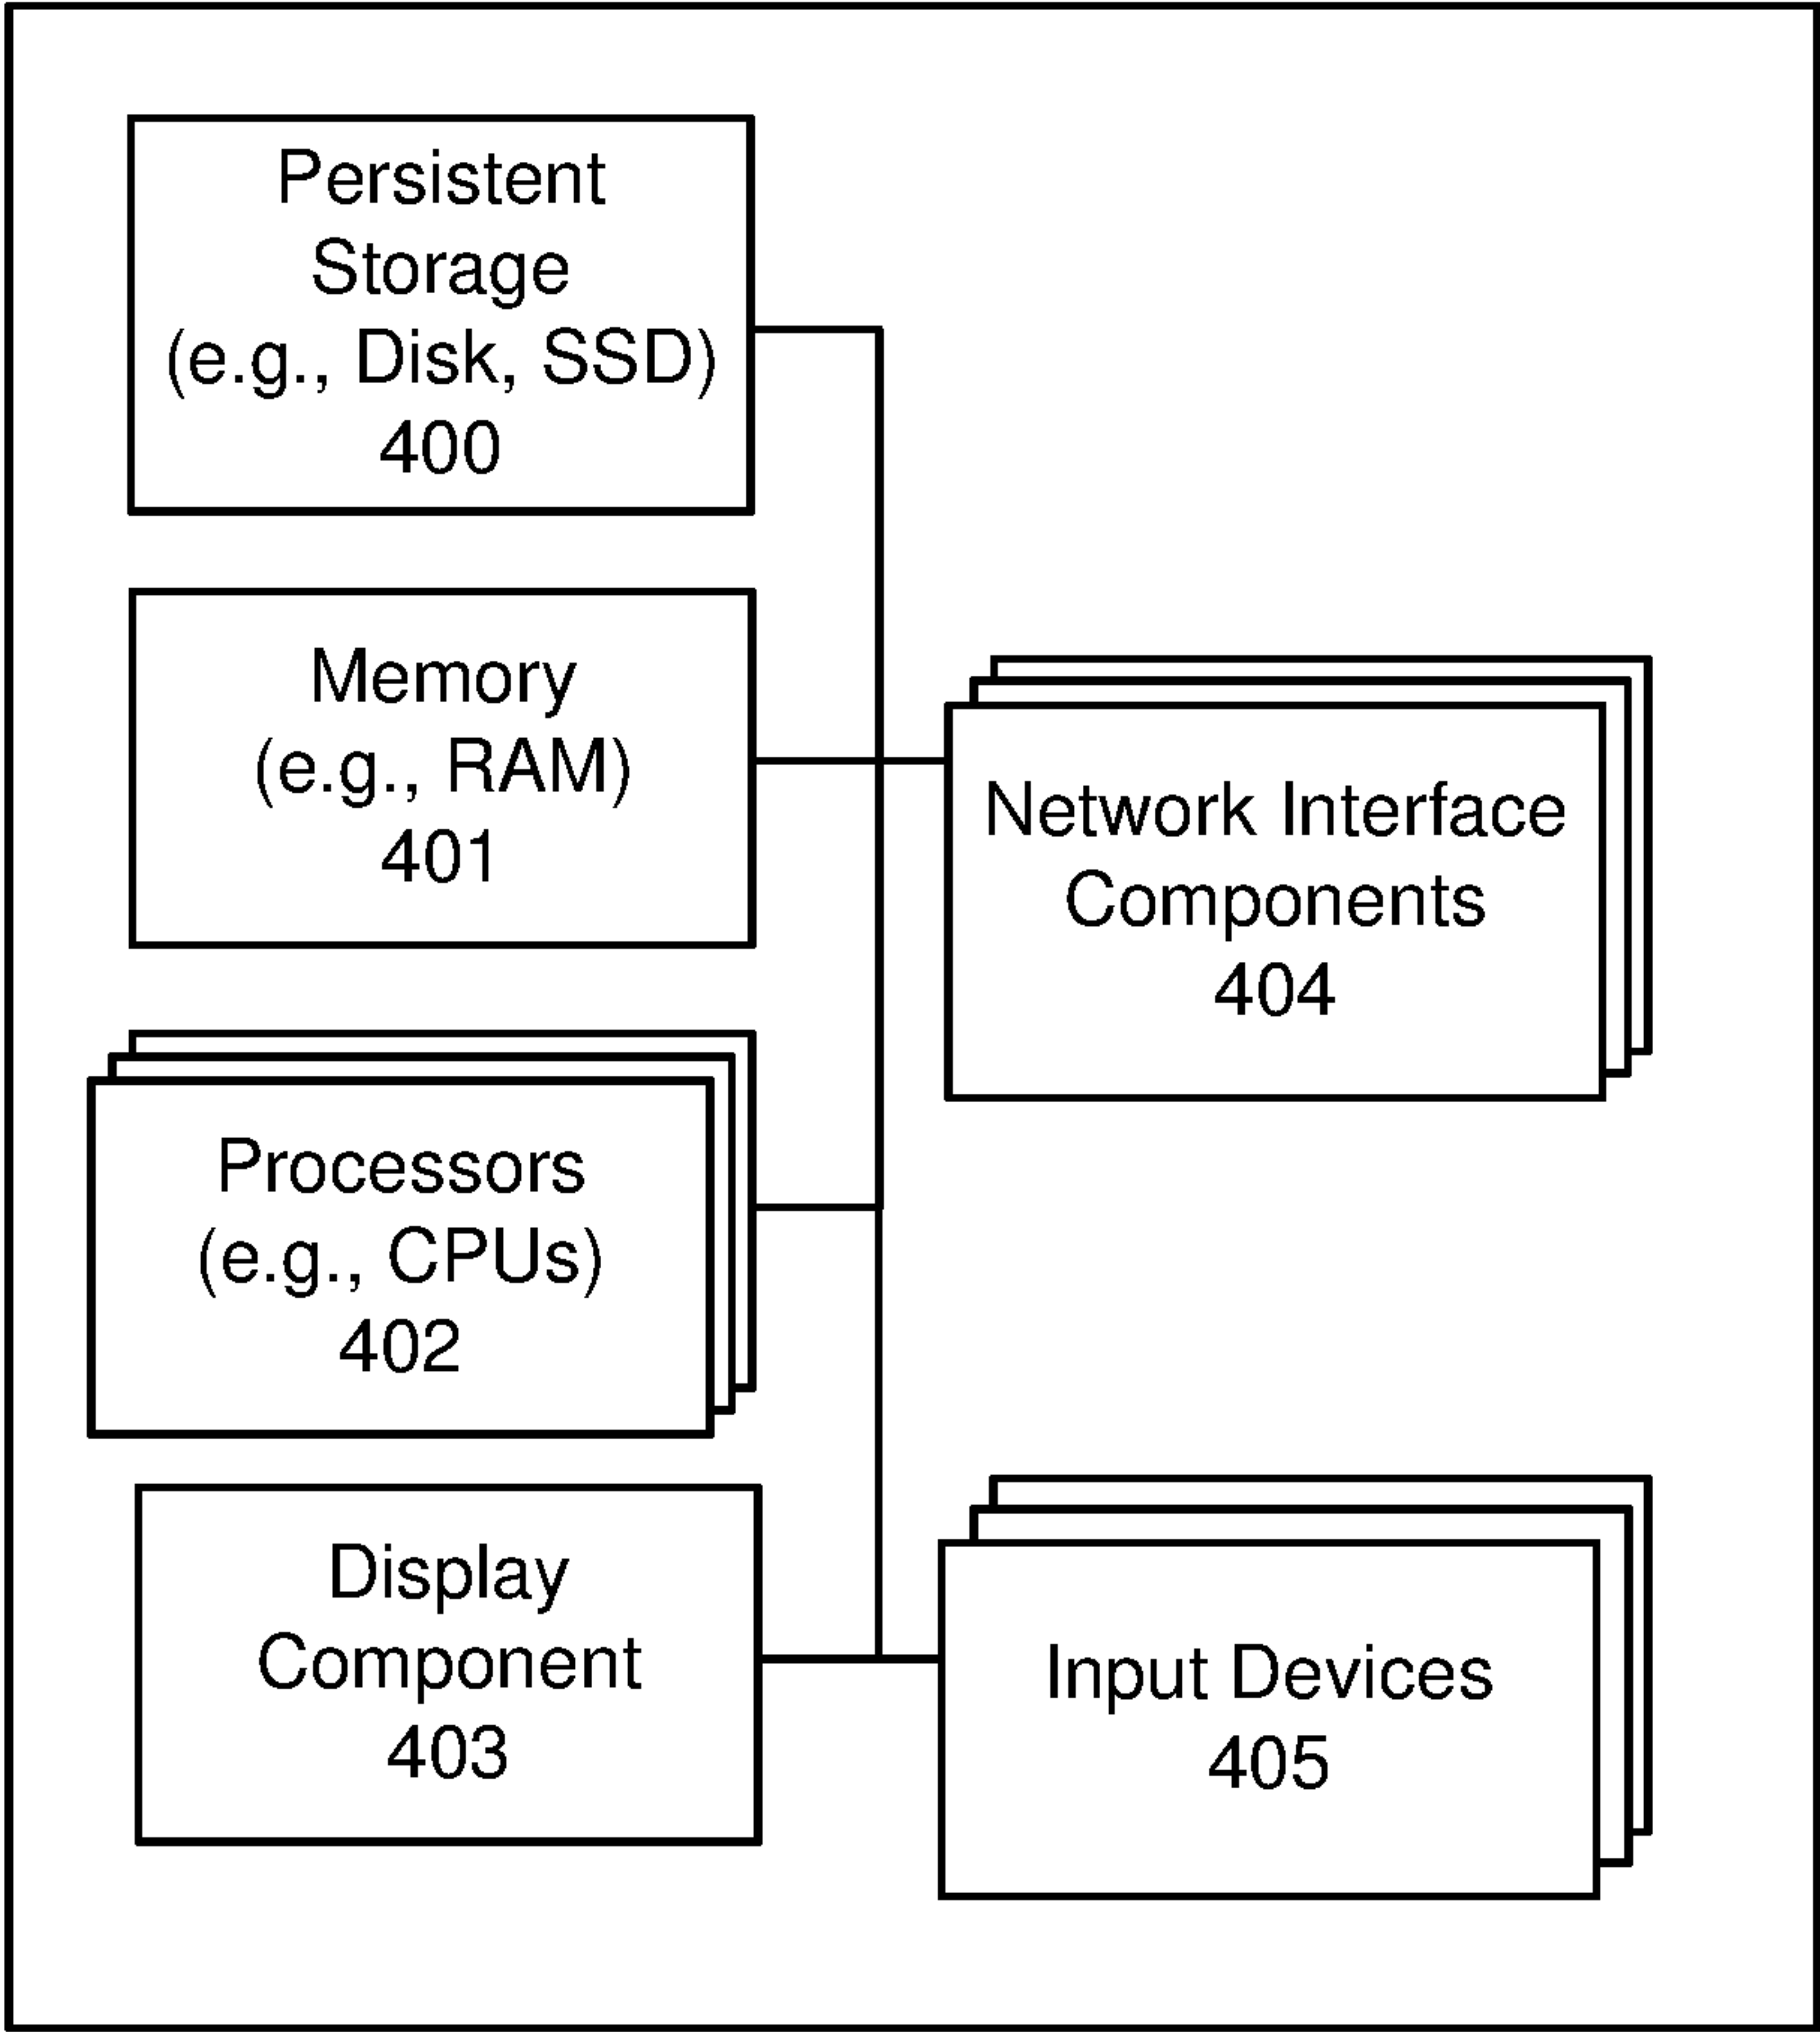 Persistent
Storage
(e.g., Disk, SSD)
400
Memory
(e.g., RAM)
401
Processors
(e.g., CPUs)
402
Display
Component
403
Network Interface
Components
404
Input Devices
405